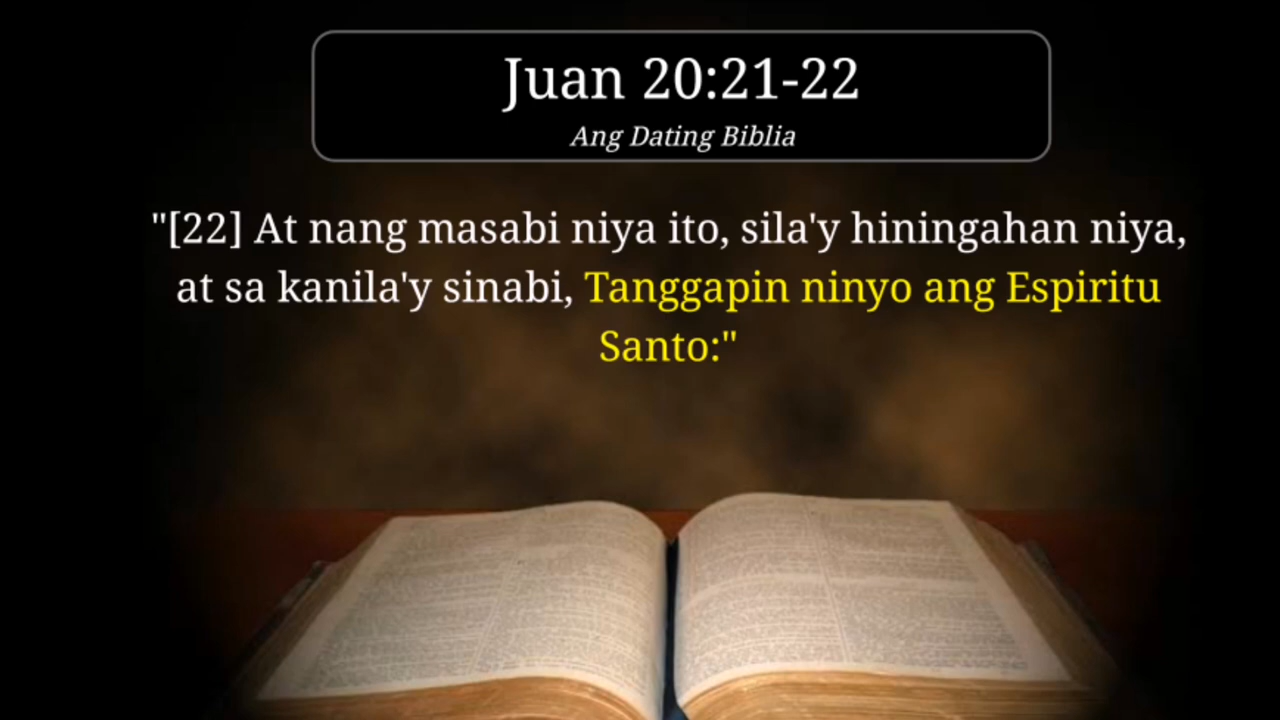 Juan 20:21-22
Ang Dating Biblia
"[22] At nang masabi niya ito, sila'y hiningahan niya,
at sa kanila'y sinabi, Tanggapin ninyo ang Espiritu
Santo:"